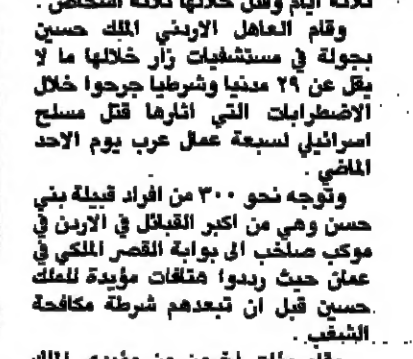 ثلاثة ايام وقتل خلالها ثلاثة اشخاص .
وقام العاهل الاردني الملك حسين
بجولة في مستشفيات زار خلالها ما لا
يقل عن ٢٩ مدنيا وشرطيا جرحوا خلال
الاضطرابات التي اثارها قتل مسلح
اسرائيلي لسبعة عمال عرب يوم الاحد
الماضي .
وتوجه نحو ٣٠٠ من افراد قبيلة بني
حسن وهي من اكبر القبائل في الاردن في
موكب صاخب الى بوابة القصر الملكي في
عمان حيث رددوا هتافات مؤيدة للملك
حسين قبل ان تبعدهم شرطة مكافحة
الشغب .